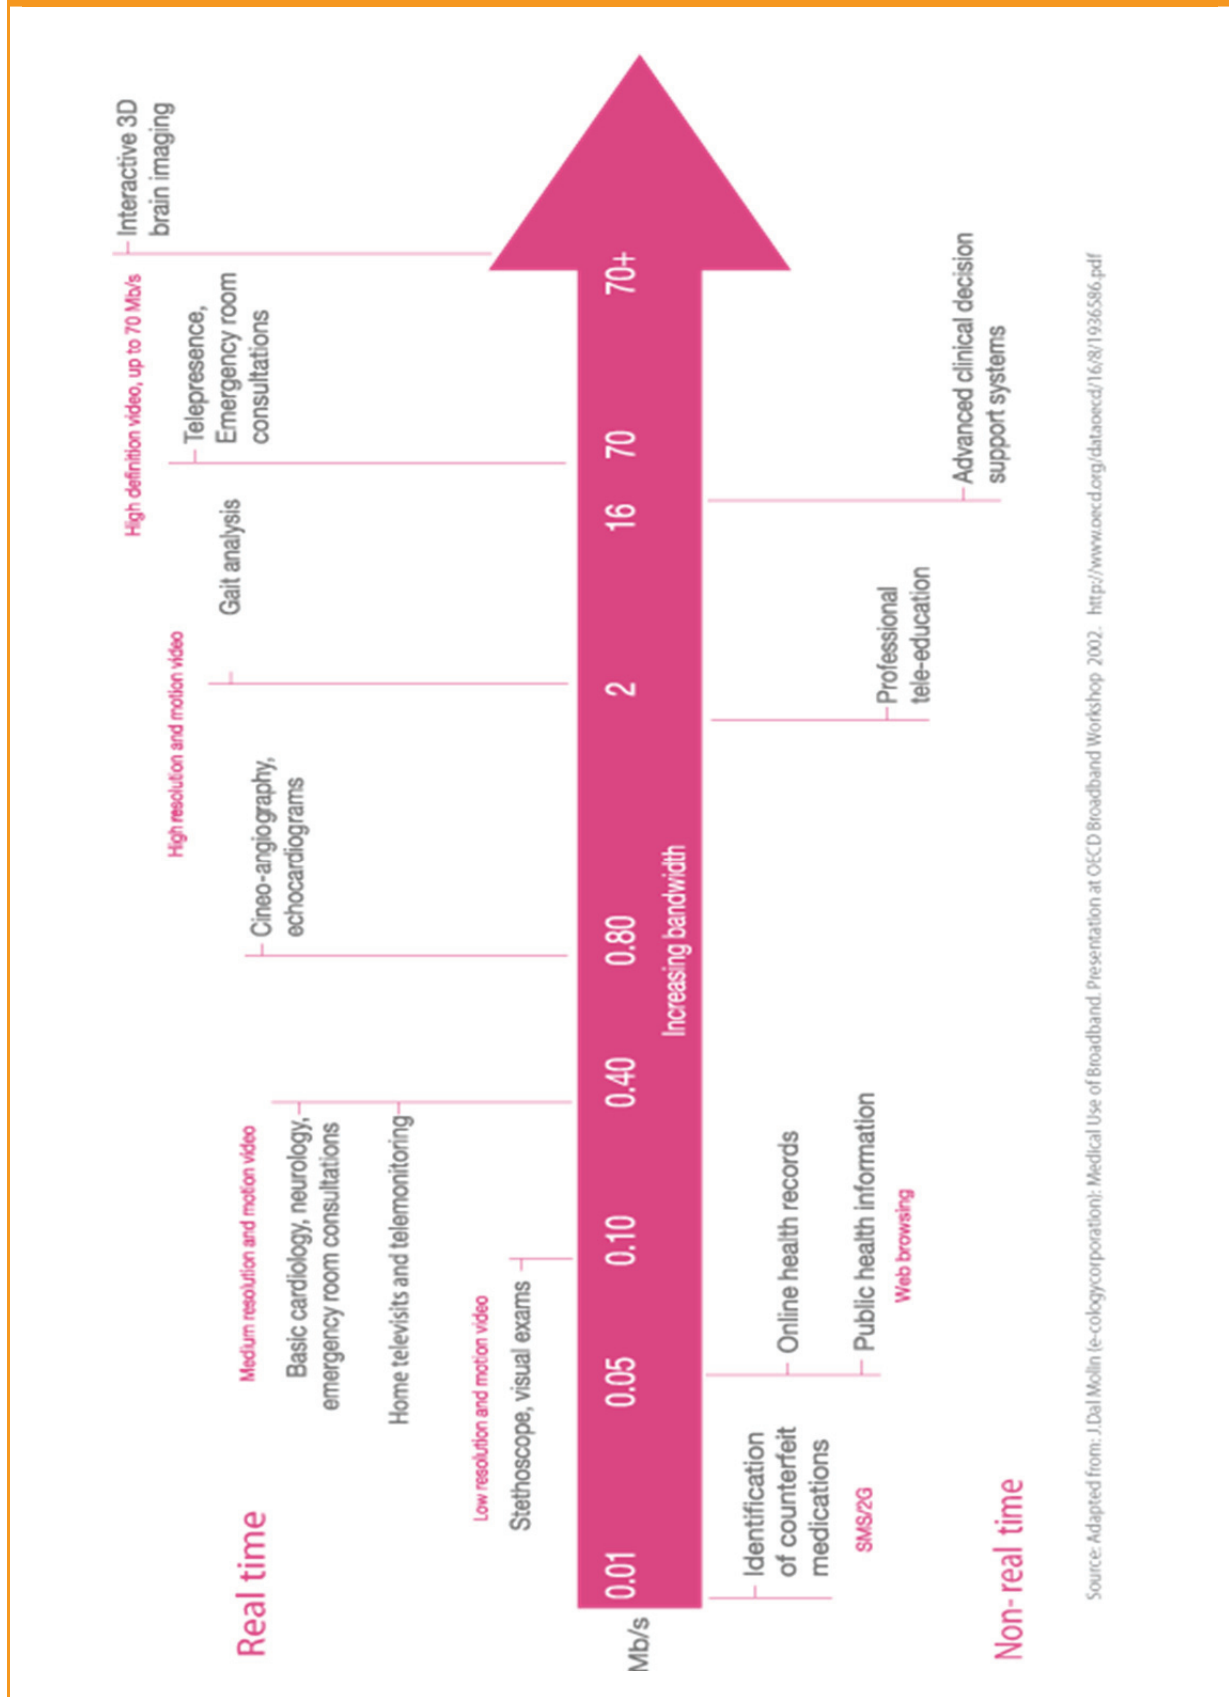 Real time
High definition video, up to 70 Mb/s
Interactive 3D
brain imaging
High resolution and motion video
Telepresence,
Emergency room
consultations
Gait analysis
Cineo-angiography,
echocardiograms
Medium resolution and motion video
Basic cardiology, neurology,
emergency room consultations
Home televisits and telemonitoring
Low resolution and motion video
Stethoscope, visual exams
Mb/s
0.01
0.05
0.10
0.40
0.80
2
16
70
70+
Increasing bandwidth
Identification
of counterfeit
medications
SMS/2G
Online health records
Public health information
Web browsing
Professional
tele-education
Advanced clinical decision
support systems
Non- real time
Source: Adapted from: J.Dal Molin (e-cologycorporation): Medical Use of Broadband. Presentation at OECD Broadband Workshop 2002. http://www.oecd.org/dataoecd/16/8/1936586.pdf